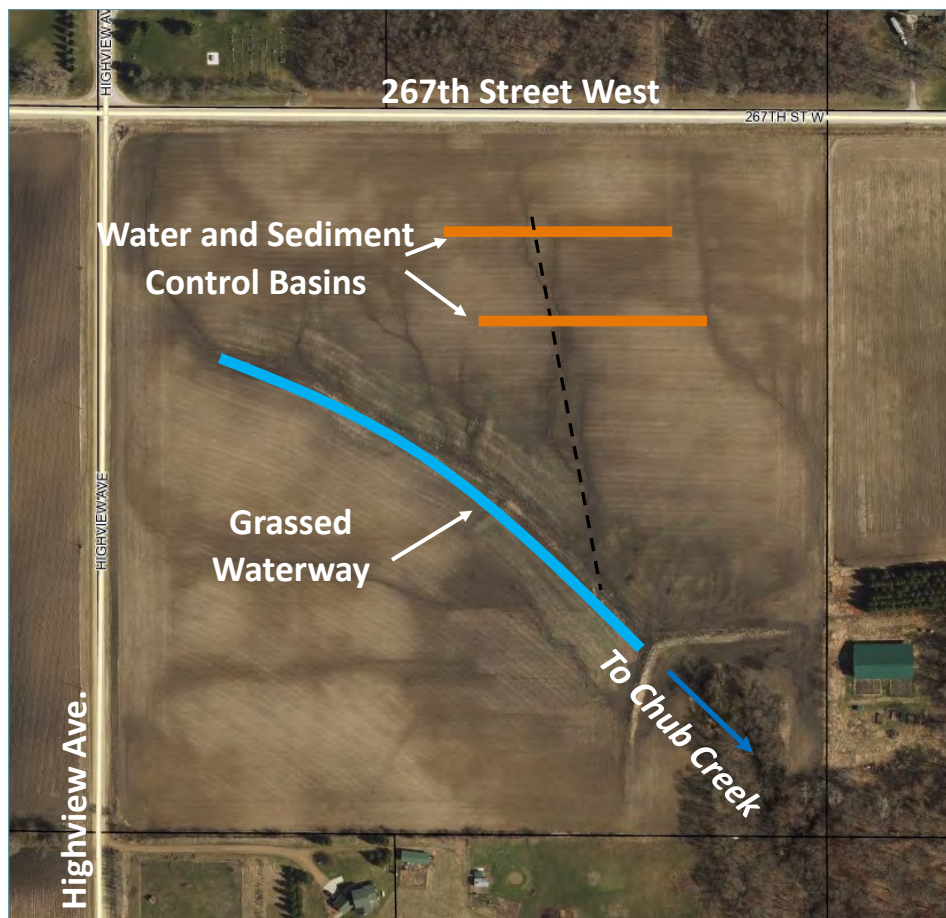 HIGHVIEW AVE
267th Street West
267TH ST W
Water and Sediment
Control Basins
HIGHVIEW AVE
Grassed
Waterway
To Chub Creek
Highview Ave.